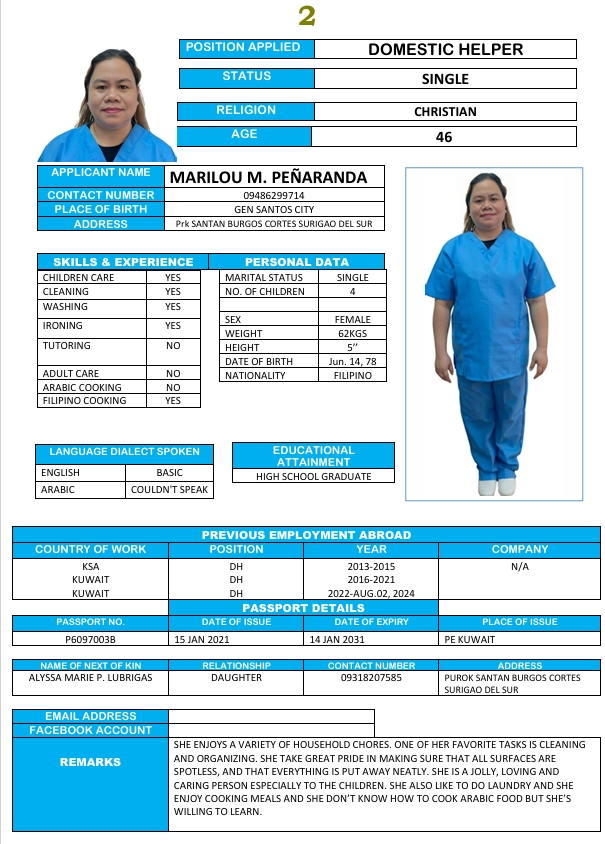 2
POSITION APPLIED DOMESTIC HELPER
STATUS SINGLE
RELIGION CHRISTIAN
AGE 46
APPLICANT NAME MARILOU M. PEÑARANDA
CONTACT NUMBER 09486299714
PLACE OF BIRTH GEN SANTOS CITY
ADDRESS Prk SANTAN BURGOS CORTES SURIGAO DEL SUR
SKILLS & EXPERIENCE PERSONAL DATA
CHILDREN CARE YES MARITAL STATUS SINGLE
CLEANING YES NO. OF CHILDREN 4
WASHING YES
IRONING YES SEX FEMALE
WEIGHT 62KGS
TUTORING NO HEIGHT 5’’
DATE OF BIRTH Jun. 14, 78
ADULT CARE NO NATIONALITY FILIPINO
ARABIC COOKING NO
FILIPINO COOKING YES
LANGUAGE DIALECT SPOKEN EDUCATIONAL ATTAINMENT
ENGLISH BASIC HIGH SCHOOL GRADUATE
ARABIC COULDN'T SPEAK
PREVIOUS EMPLOYMENT ABROAD
COUNTRY OF WORK POSITION YEAR COMPANY
KSA DH 2013-2015 N/A
KUWAIT DH 2016-2021
KUWAIT DH 2022-AUG.02, 2024
PASSPORT DETAILS
PASSPORT NO. DATE OF ISSUE DATE OF EXPIRY PLACE OF ISSUE
P6097003B 15 JAN 2021 14 JAN 2031 PE KUWAIT
NAME OF NEXT OF KIN RELATIONSHIP CONTACT NUMBER ADDRESS
ALYSSA MARIE P. LUBRIGAS DAUGHTER 09318207585 PUROK SANTAN BURGOS CORTES
SURIGAO DEL SUR
EMAIL ADDRESS
FACEBOOK ACCOUNT
REMARKS
SHE ENJOYS A VARIETY OF HOUSEHOLD CHORES. ONE OF HER FAVORITE TASKS IS CLEANING
AND ORGANIZING. SHE TAKE GREAT PRIDE IN MAKING SURE THAT ALL SURFACES ARE
SPOTLESS, AND THAT EVERYTHING IS PUT AWAY NEATLY. SHE IS A JOLLY, LOVING AND
CARING PERSON ESPECIALLY TO THE CHILDREN. SHE ALSO LIKE TO DO LAUNDRY AND SHE
ENJOY COOKING MEALS AND SHE DON’T KNOW HOW TO COOK ARABIC FOOD BUT SHE’S
WILLING TO LEARN.